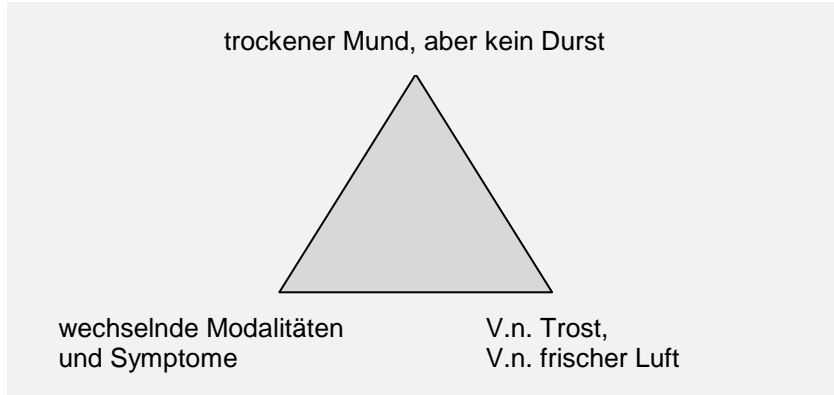 trockener Mund, aber kein Durst
wechselnde Modalitäten
und Symptome
V.n. Trost,
V.n. frischer Luft